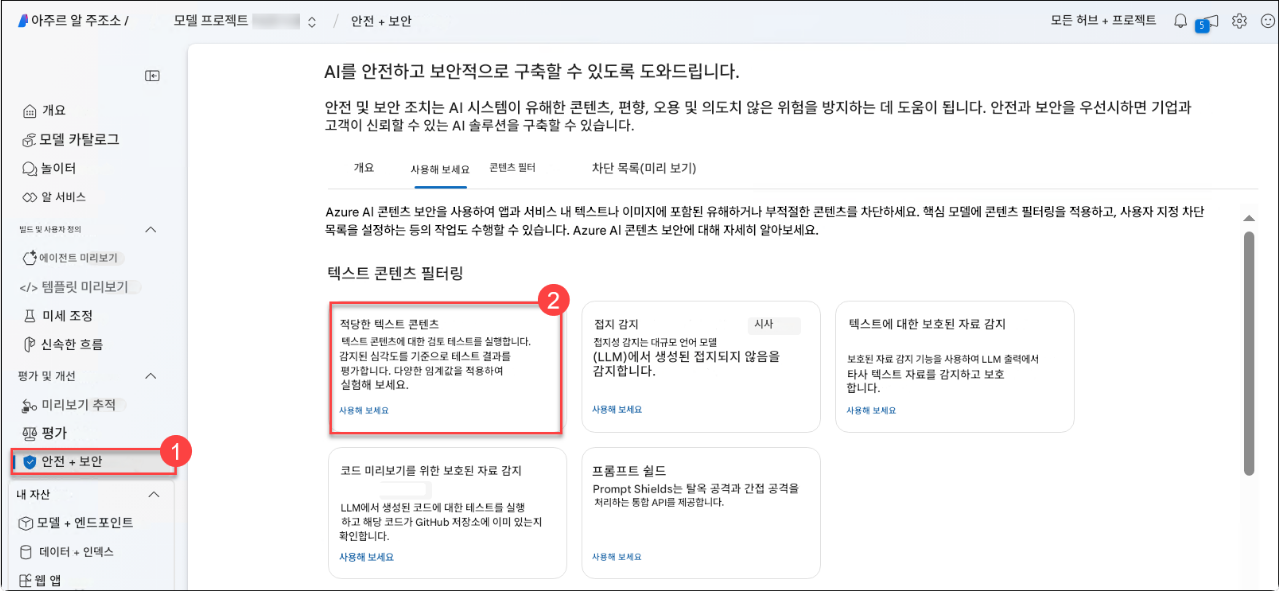 아주르 알 주조소 /
모델 프로젝트
/ 안전 + 보안
모든 허브 + 프로젝트
5
개요
모델 카탈로그
놀이터
알 서비스
빌드 및 사용자 정의
에이전트 미리보기
</> 템플릿 미리보기
미세 조정
신속한 흐름
평가 및 개선
미리보기 추적
평가
안전 + 보안
1
내 자산
모델 + 엔드포인트
데이터 + 인덱스
웹 앱
AI를 안전하고 보안적으로 구축할 수 있도록 도와드립니다.
안전 및 보안 조치는 AI 시스템이 유해한 콘텐츠, 편향, 오용 및 의도치 않은 위험을 방지하는 데 도움이 됩니다. 안전과 보안을 우선시하면 기업과
고객이 신뢰할 수 있는 AI 솔루션을 구축할 수 있습니다.
개요
사용해 보세요
콘텐츠 필터
차단 목록(미리 보기)
Azure AI 콘텐츠 보안을 사용하여 앱과 서비스 내 텍스트나 이미지에 포함된 유해하거나 부적절한 콘텐츠를 차단하세요. 핵심 모델에 콘텐츠 필터링을 적용하고, 사용자 지정 차단
목록을 설정하는 등의 작업도 수행할 수 있습니다. Azure AI 콘텐츠 보안에 대해 자세히 알아보세요.
텍스트 콘텐츠 필터링
2
적당한 텍스트 콘텐츠
텍스트 콘텐츠에 대한 검토 테스트를 실행합니다.
감지된 심각도를 기준으로 테스트 결과를
평가합니다. 다양한 임계값을 적용하여
실험해 보세요.
사용해 보세요
접지 감지
시사
접지성 감지는 대규모 언어 모델
(LLM)에서 생성된 접지되지 않음을
감지합니다.
사용해 보세요
텍스트에 대한 보호된 자료 감지
보호된 자료 감지 기능을 사용하여 LLM 출력에서
타사 텍스트 자료를 감지하고 보호
합니다.
사용해 보세요
코드 미리보기를 위한 보호된 자료 감지
LLM에서 생성된 코드에 대한 테스트를 실행
하고 해당 코드가 GitHub 저장소에 이미 있는지
확인합니다.
사용해 보세요
프롬프트 쉴드
Prompt Shields는 탈옥 공격과 간접 공격을
처리하는 통합 API를 제공합니다.
사용해 보세요